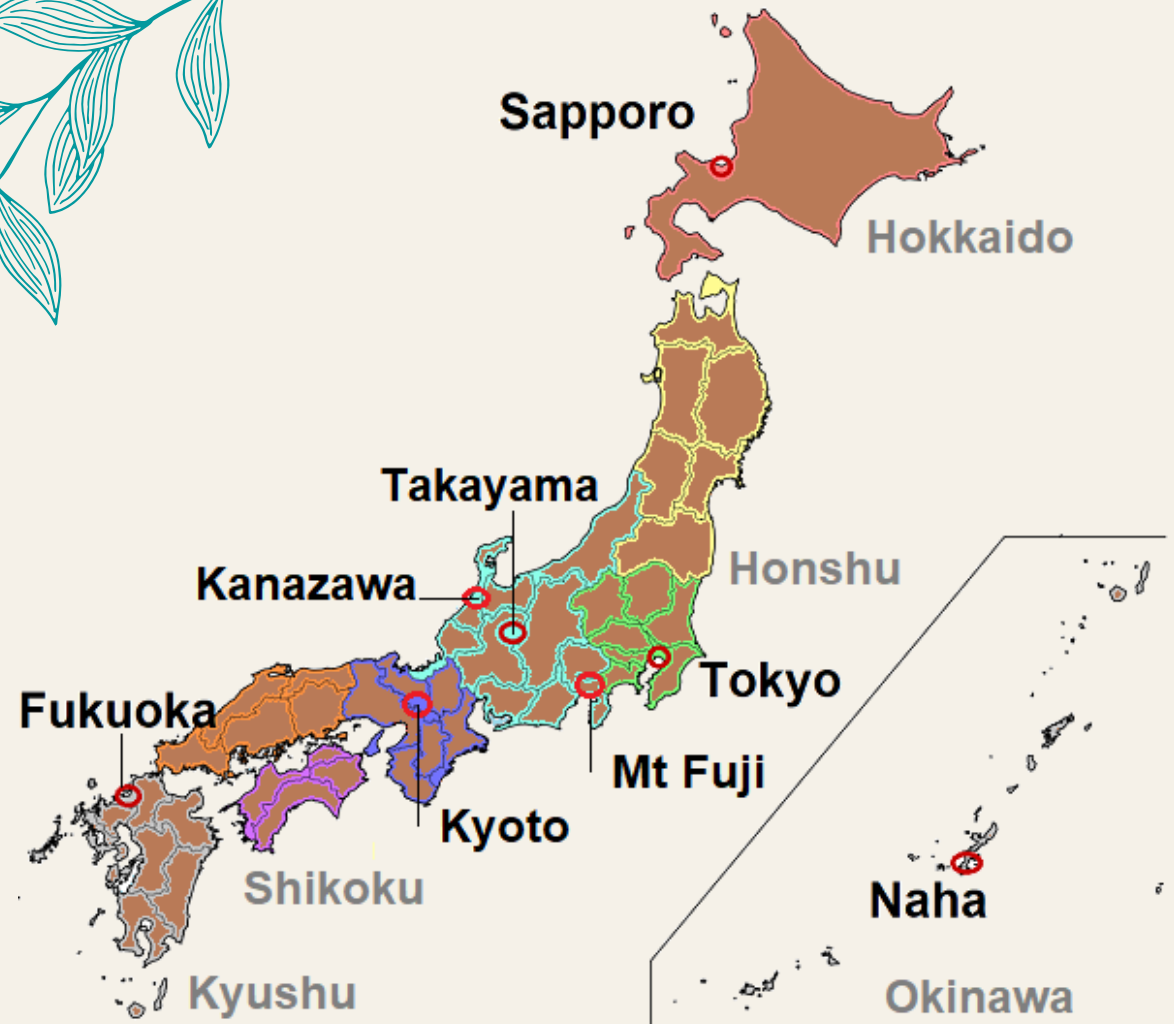 Sapporo
Hokkaido
Takayama
Honshu
Kanazawa
Tokyo
Fukuoka
Mt Fuji
Kyoto
Shikoku
Naha
Kyushu
Okinawa